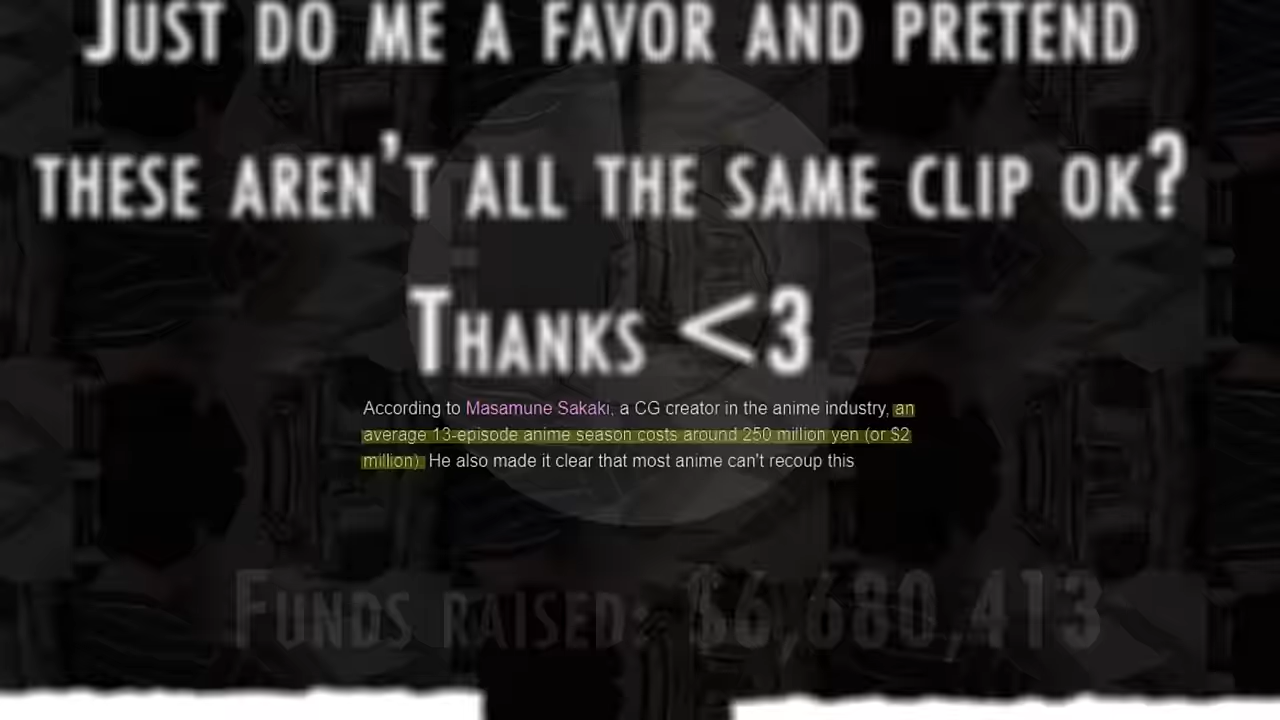 Just do me a favor and pretend
these aren't all the same clip ok?
Thanks <3
According to Masamune Sakaki, a CG creator in the anime industry, an
average 13-episode anime season costs around 250 million yen (or $2
million). He also made it clear that most anime can't recoup this
Funds raised: $6,680,413